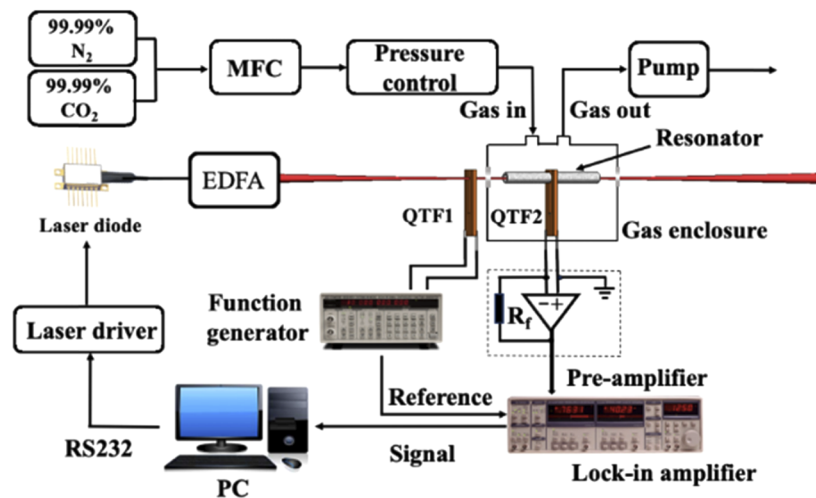 99.99%
N2
99.99%
CO2
MFC
Pressure
control
Pump
Gas in
Gas out
Resonator
EDFA
Laser diode
QTF1
QTF2
Gas enclosure
Function
generator
Rf
- +
Laser driver
Pre-amplifier
Reference
RS232
Signal
PC
Lock-in amplifier